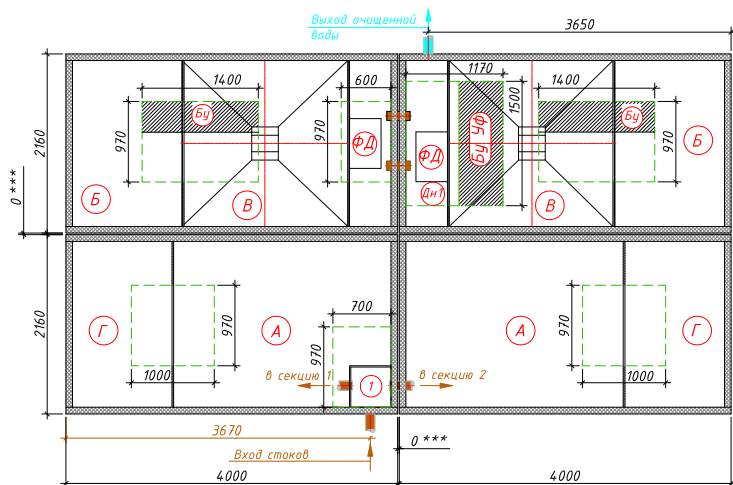 Выход очищенной
воды
3650
1400
600
1170
1400
Бу
Бу
970
970
1500
970
2160
ФД
ФД
Бу Уф
Б
Дн1
Б
В
В
0 ***
2160
970
700
970
970
Г
А
А
Г
1000
в секцию 1
1
в секцию 2
1000
3670
0 ***
Вход стоков
4000
4000